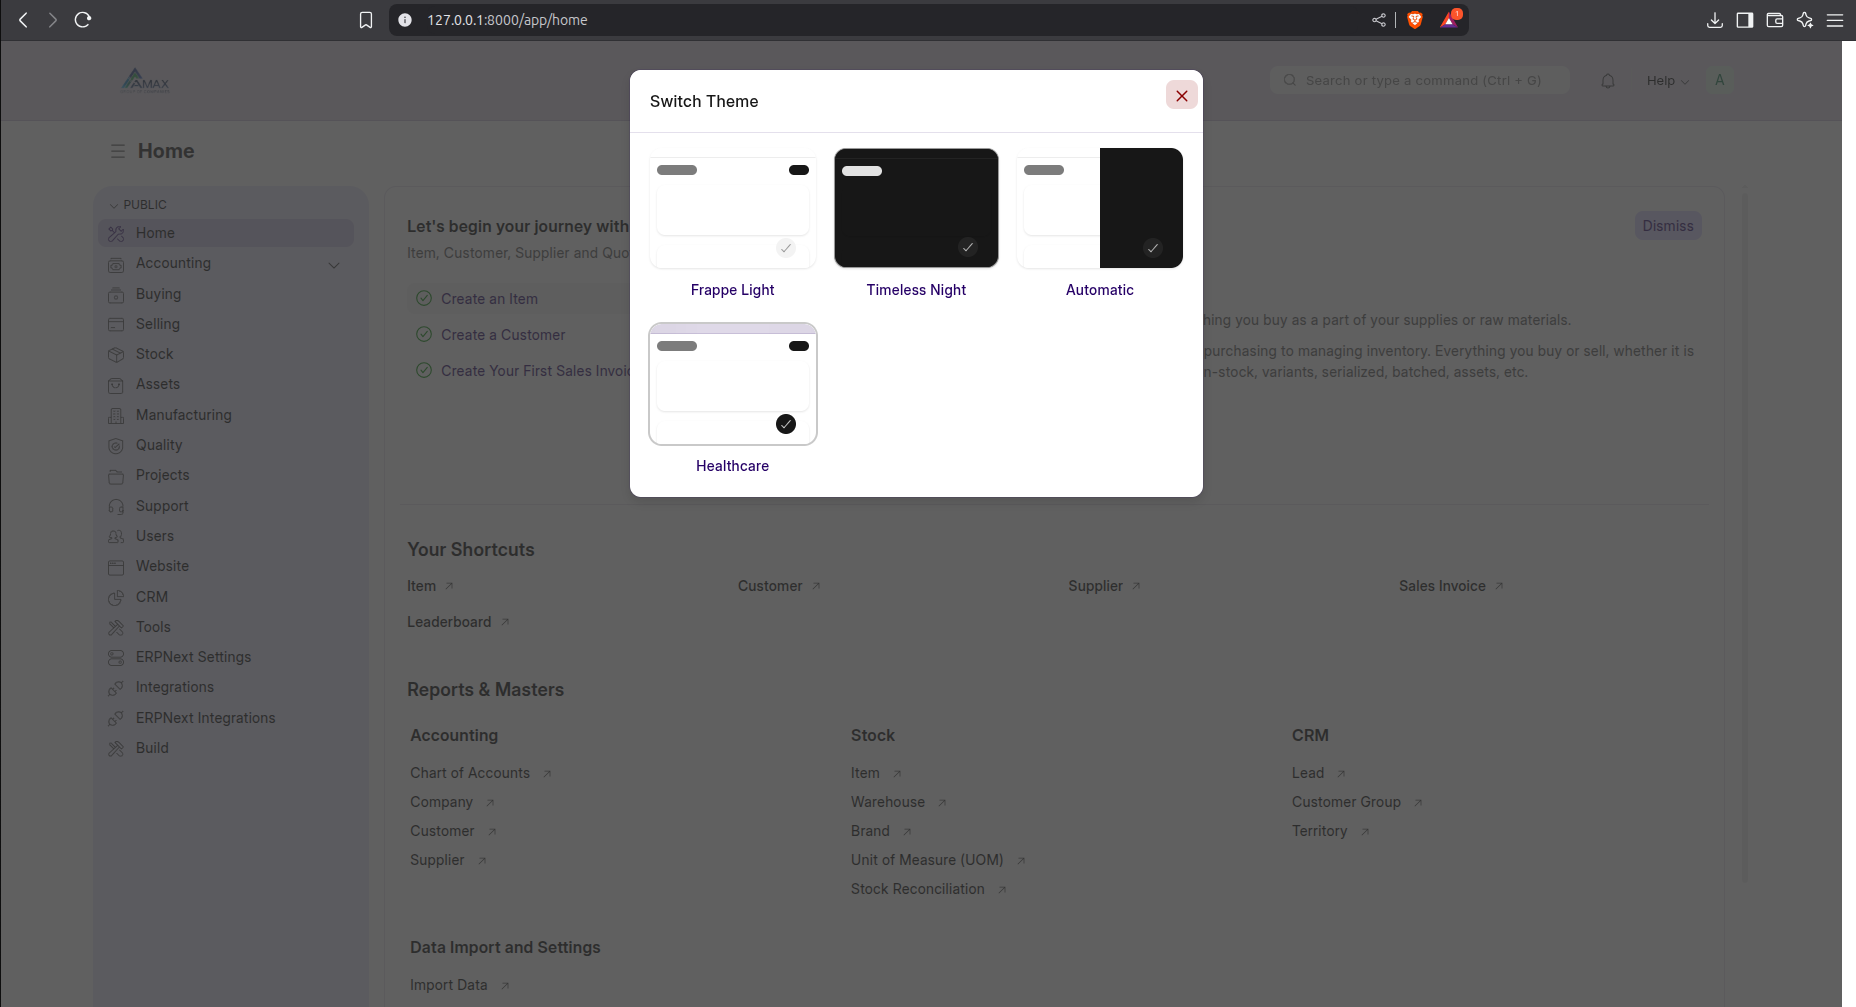 127.0.0.1:8000/app/home
1
AMAX
Search or type a command (Ctrl + G)
Help
A
Switch Theme
Frappe Light
Timeless Night
Automatic
Healthcare
Home
PUBLIC
Home
Accounting
Buying
Selling
Stock
Assets
Manufacturing
Quality
Projects
Support
Users
Website
CRM
Tools
ERPNext Settings
Integrations
ERPNext Integrations
Build
Let's begin your journey with
Item, Customer, Supplier and Quo
Dismiss
Create an Item
Create a Customer
Create Your First Sales Invoic
hing you buy as a part of your supplies or raw materials.
purchasing to managing inventory. Everything you buy or sell, whether it is
n-stock, variants, serialized, batched, assets, etc.
Your Shortcuts
Item
Customer
Supplier
Sales Invoice
Leaderboard
Reports & Masters
Accounting
Chart of Accounts
Company
Customer
Supplier
Stock
Item
Warehouse
Brand
Unit of Measure (UOM)
Stock Reconciliation
CRM
Lead
Customer Group
Territory
Data Import and Settings
Import Data